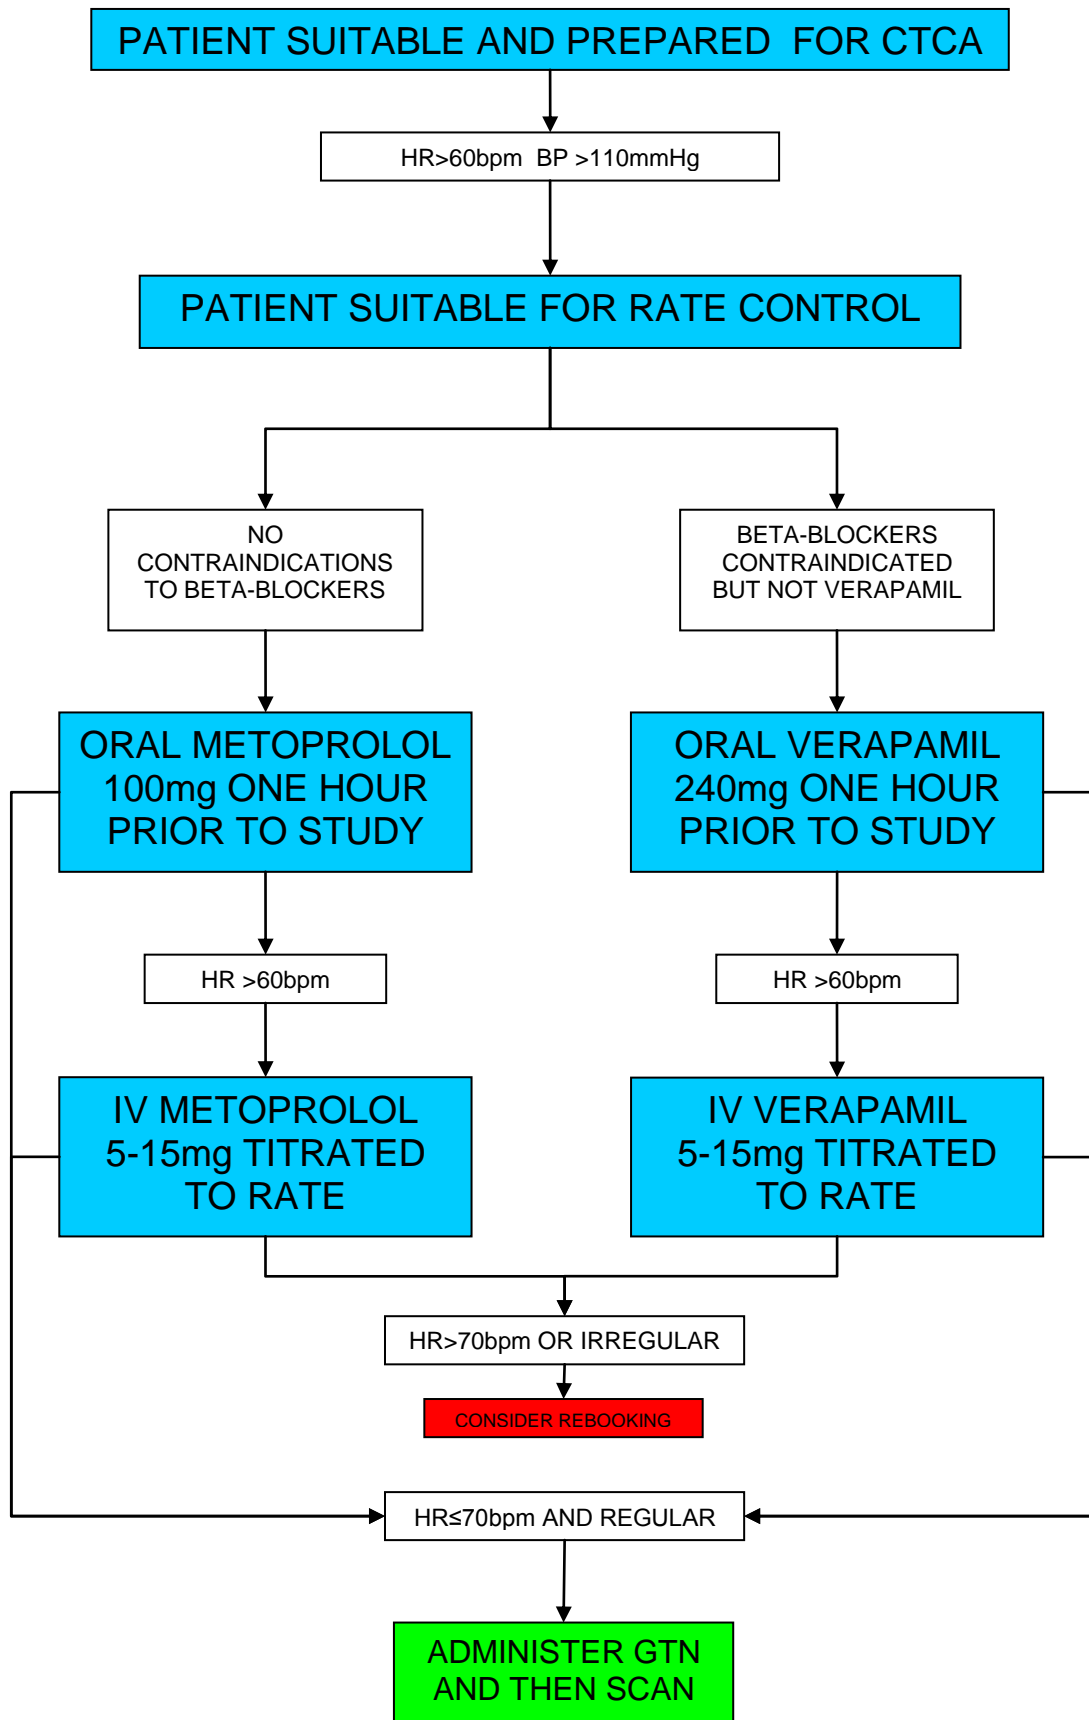 PATIENT SUITABLE AND PREPARED  FOR CTCA
HR>60bpm  BP >110mmHg
PATIENT SUITABLE FOR RATE CONTROL
NO
CONTRAINDICATIONS
TO BETA-BLOCKERS
BETA-BLOCKERS
CONTRAINDICATED
BUT NOT VERAPAMIL
ORAL METOPROLOL
100mg ONE HOUR
PRIOR TO STUDY
ORAL VERAPAMIL
240mg ONE HOUR
PRIOR TO STUDY
HR >60bpm
HR >60bpm
IV METOPROLOL
5-15mg TITRATED
TO RATE
IV VERAPAMIL
5-15mg TITRATED
TO RATE
HR>70bpm OR IRREGULAR
CONSIDER REBOOKING
HR≤70bpm AND REGULAR
ADMINISTER GTN
AND THEN SCAN